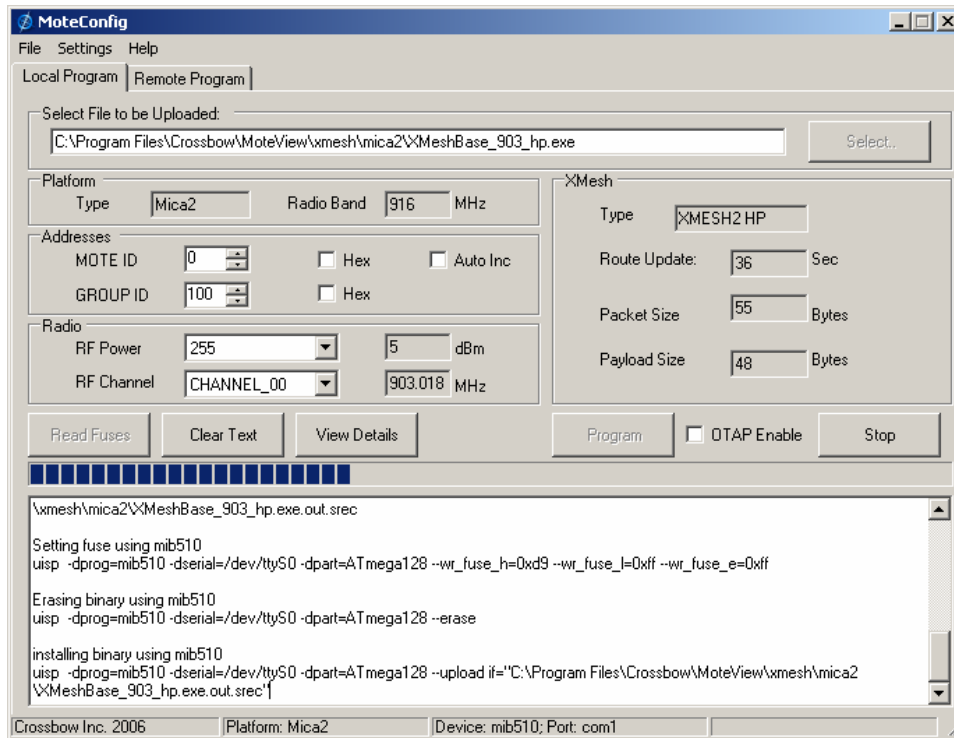 MoteConfig
File Settings Help
Local Program Remote Program
Select File to be Uploaded:
C:\Program Files\Crossbow\MoteView\xmesh\mica2\XMeshBase_903_hp.exe Select..
Platform
Type Mica2 Radio Band 916 MHz
Addresses
MOTE ID 0 Hex Auto Inc
GROUP ID 100 Hex
Radio
RF Power 255 5 dBm
RF Channel CHANNEL_00 903.018 MHz
XMesh
Type XMESH2 HP
Route Update: 36 Sec
Packet Size 55 Bytes
Payload Size 48 Bytes
Read Fuses Clear Text View Details Program OTAP Enable Stop
\xmesh\mica2\XMeshBase_903_hp.exe.out.srec
Setting fuse using mib510
uisp -dprog=mib510 -dserial=/dev/ttyS0 -dpart=ATmega128 --wr_fuse_h=0xd9 --wr_fuse_l=0xff --wr_fuse_e=0xff
Erasing binary using mib510
uisp -dprog=mib510 -dserial=/dev/ttyS0 -dpart=ATmega128 --erase
installing binary using mib510
uisp -dprog=mib510 -dserial=/dev/ttyS0 -dpart=ATmega128 --upload if="C:\Program Files\Crossbow\MoteView\xmesh\mica2
\XMeshBase_903_hp.exe.out.srec"
Crossbow Inc. 2006 Platform: Mica2 Device: mib510; Port: com1